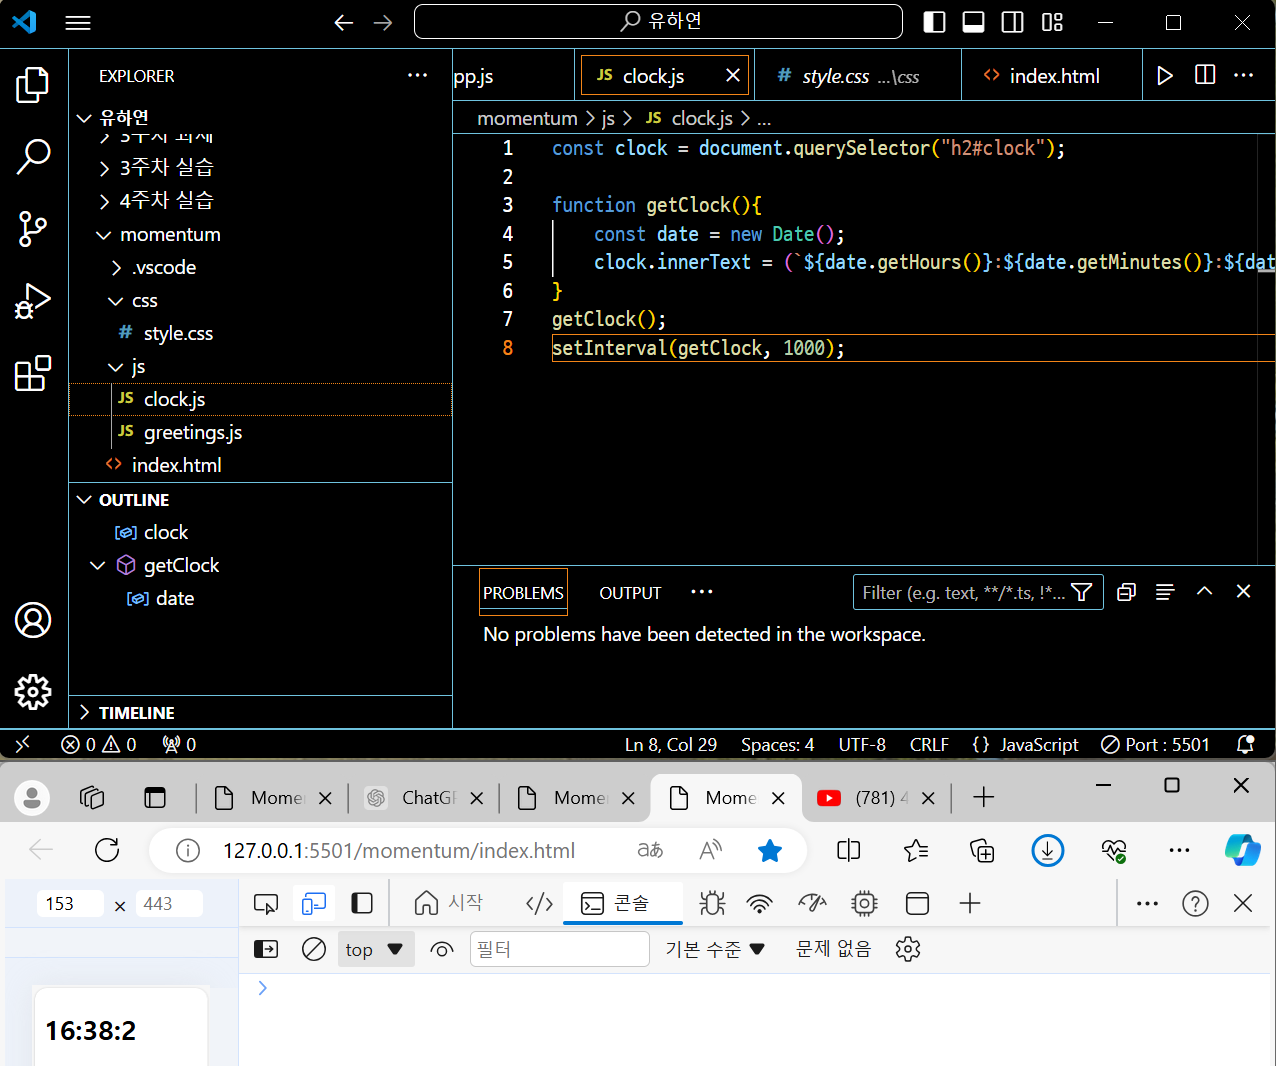 유하연
EXPLORER
유하연
3주차 실습
4주차 실습
momentum
.vscode
css
# style.css
js
JS clock.js
JS greetings.js
<> index.html
OUTLINE
clock
getClock
date
TIMELINE
pp.js
JS clock.js
# style.css ...\css
<> index.html
momentum > js > JS clock.js > ...
1 const clock = document.querySelector("h2#clock");
2
3 function getClock(){
4 const date = new Date();
5 clock.innerText = (`${date.getHours()}:${date.getMinutes()}:${dat
6 }
7 getClock();
8 setInterval(getClock, 1000);
PROBLEMS
OUTPUT
Filter (e.g. text, **/*.ts, !*...
No problems have been detected in the workspace.
0 0 0
Ln 8, Col 29 Spaces: 4 UTF-8 CRLF {} JavaScript Port : 5501
Mome
ChatGP
Mome
Mome
(781) 4
127.0.0.1:5501/momentum/index.html
153 × 443
시작
콘솔
top
필터
기본 수준
문제 없음
16:38:2